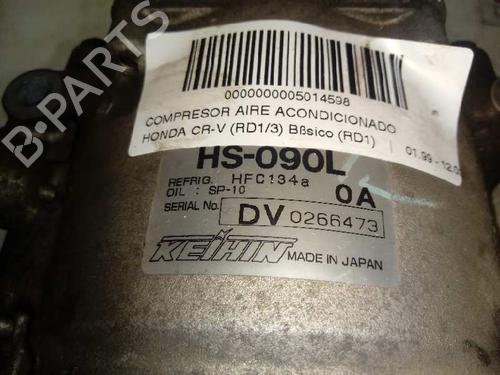 0000000005014598
COMPRESOR AIRE ACONDICIONADO
HONDA CR-V (RD1/3) Bßsico (RD1)
01.99 - 12.0
HS-090L
REFRIG. HFC134a
OIL : SP-10
0A
SERIAL No. DV 0266473
KEIHIN MADE IN JAPAN
B-PARTS